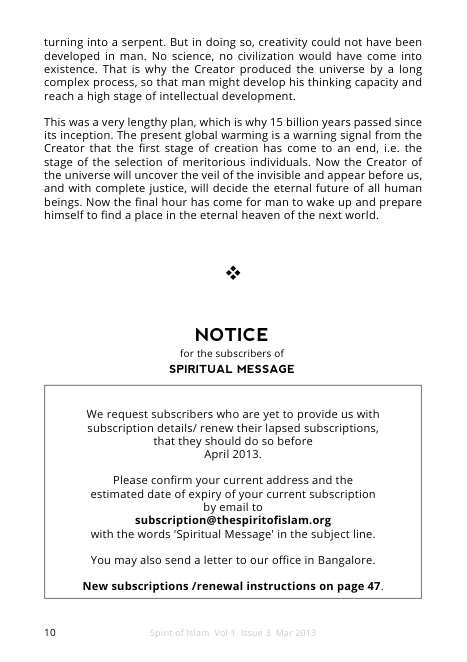 turning into a serpent. But in doing so, creativity could not have been
developed in man. No science, no civilization would have come into
existence. That is why the Creator produced the universe by a long
complex process, so that man might develop his thinking capacity and
reach a high stage of intellectual development.
This was a very lengthy plan, which is why 15 billion years passed since
its inception. The present global warming is a warning signal from the
Creator that the first stage of creation has come to an end, i.e. the
stage of the selection of meritorious individuals. Now the Creator of
the universe will uncover the veil of the invisible and appear before us,
and with complete justice, will decide the eternal future of all human
beings. Now the final hour has come for man to wake up and prepare
himself to find a place in the eternal heaven of the next world.
NOTICE
for the subscribers of
SPIRITUAL MESSAGE
We request subscribers who are yet to provide us with
subscription details/ renew their lapsed subscriptions,
that they should do so before
April 2013.
Please confirm your current address and the
estimated date of expiry of your current subscription
by email to
subscription@thespiritofislam.org
with the words 'Spiritual Message' in the subject line.
You may also send a letter to our office in Bangalore.
New subscriptions /renewal instructions on page 47.
10 Spirit of Islam Vol 1 Issue 3 Mar 2013